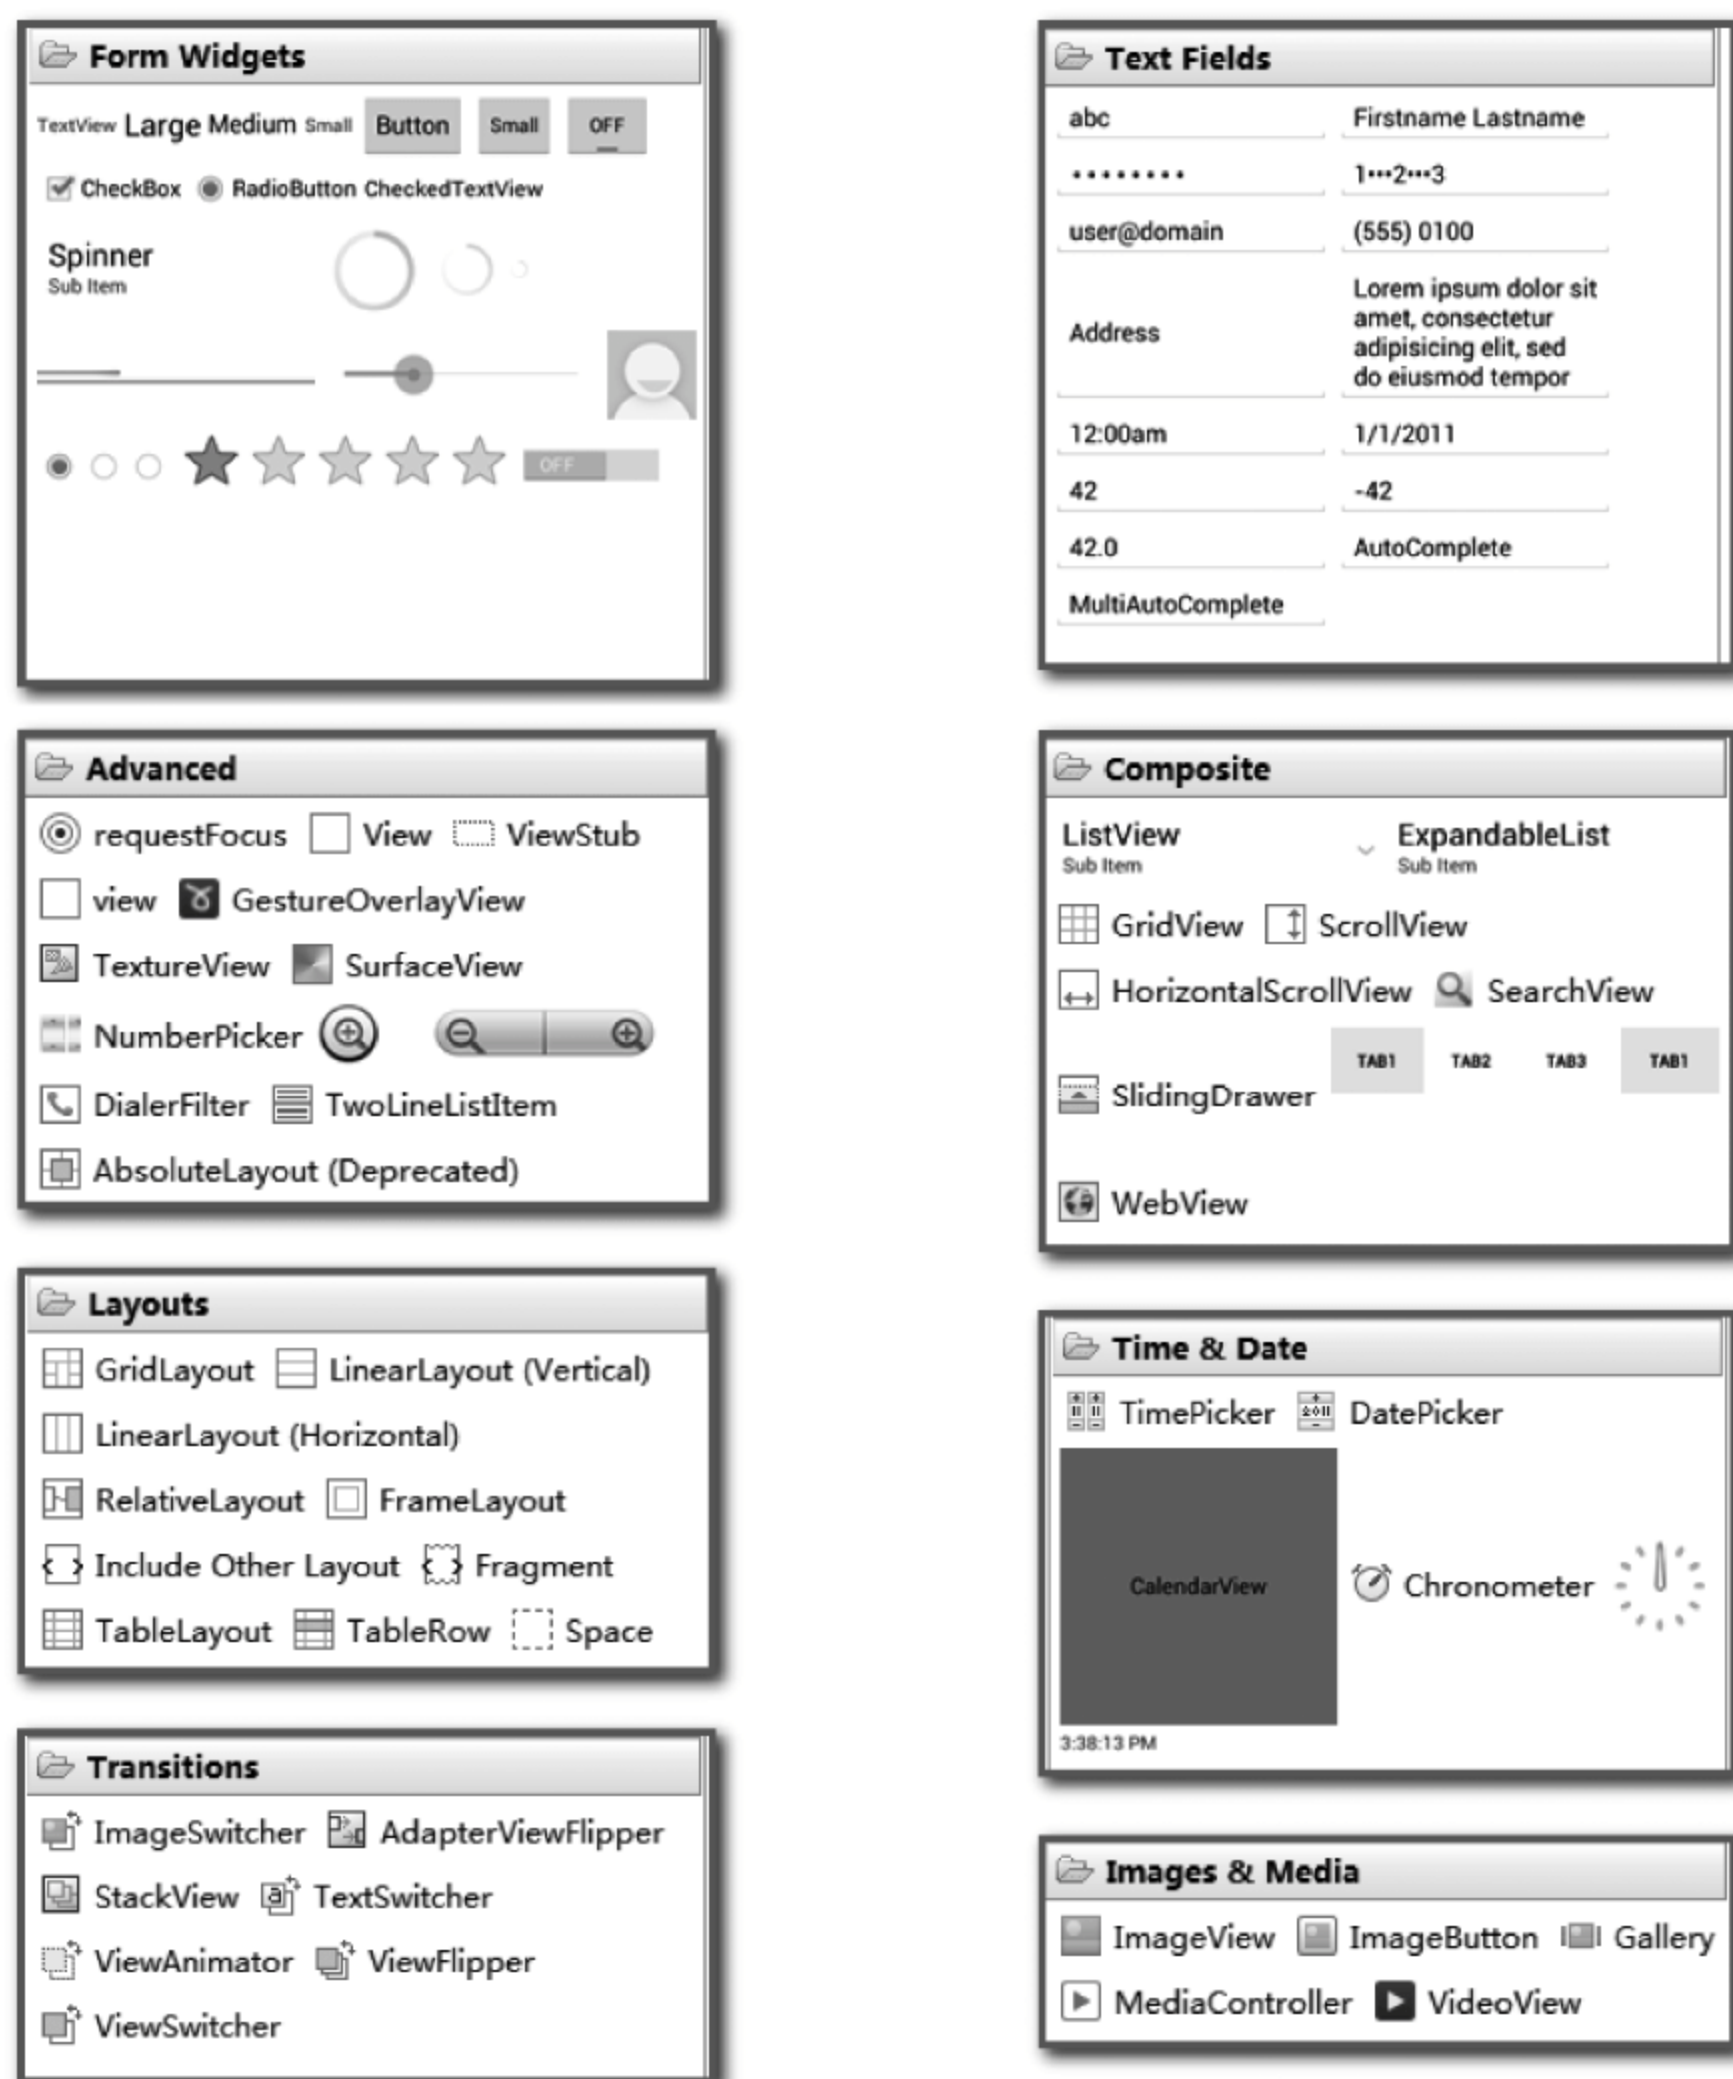 Form Widgets
TextView Large Medium Small Button Small OFF
CheckBox RadioButton CheckedTextView
Spinner
Sub Item
OFF
Text Fields
abc Firstname Lastname
•••••••• 1•••2•••3
user@domain (555) 0100
Address
Lorem ipsum dolor sit
amet, consectetur
adipisicing elit, sed
do eiusmod tempor
12:00am 1/1/2011
42 -42
42.0 AutoComplete
MultiAutoComplete
Advanced
requestFocus View ViewStub
view GestureOverlayView
TextureView SurfaceView
NumberPicker
DialerFilter TwoLineListItem
AbsoluteLayout (Deprecated)
Composite
ListView ExpandableList
Sub Item Sub Item
GridView ScrollView
HorizontalScrollView SearchView
TAB1 TAB2 TAB3 TAB1
SlidingDrawer
WebView
Layouts
GridLayout LinearLayout (Vertical)
LinearLayout (Horizontal)
RelativeLayout FrameLayout
Include Other Layout Fragment
TableLayout TableRow Space
Time & Date
TimePicker DatePicker
CalendarView Chronometer
3:38:13 PM
Transitions
ImageSwitcher AdapterViewFlipper
StackView TextSwitcher
ViewAnimator ViewFlipper
ViewSwitcher
Images & Media
ImageView ImageButton Gallery
MediaController VideoView